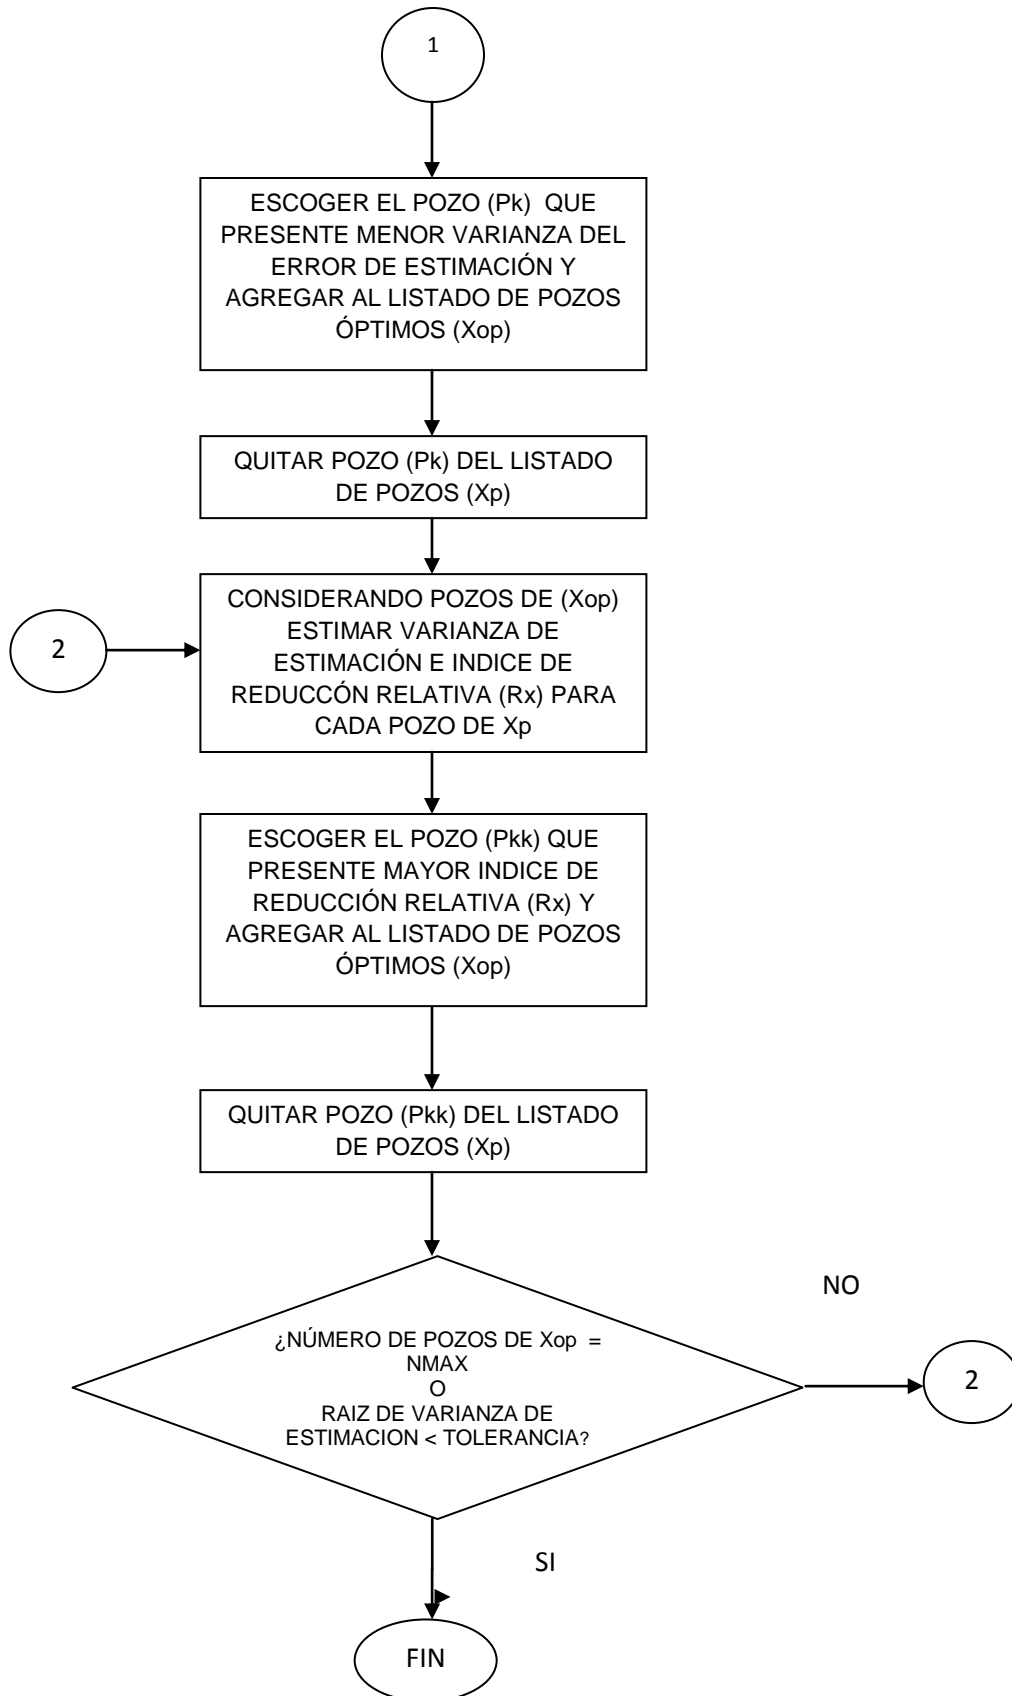 1
ESCOGER EL POZO (Pk) QUE
PRESENTE MENOR VARIANZA DEL
ERROR DE ESTIMACIÓN Y
AGREGAR AL LISTADO DE POZOS
ÓPTIMOS (Xop)
QUITAR POZO (Pk) DEL LISTADO
DE POZOS (Xp)
2
CONSIDERANDO POZOS DE (Xop)
ESTIMAR VARIANZA DE
ESTIMACIÓN E INDICE DE
REDUCCÓN RELATIVA (Rx) PARA
CADA POZO DE Xp
ESCOGER EL POZO (Pkk) QUE
PRESENTE MAYOR INDICE DE
REDUCCIÓN RELATIVA (Rx) Y
AGREGAR AL LISTADO DE POZOS
ÓPTIMOS (Xop)
QUITAR POZO (Pkk) DEL LISTADO
DE POZOS (Xp)
¿NÚMERO DE POZOS DE Xop =
NMAX
O
RAIZ DE VARIANZA DE
ESTIMACION < TOLERANCIA?
NO
2
SI
FIN